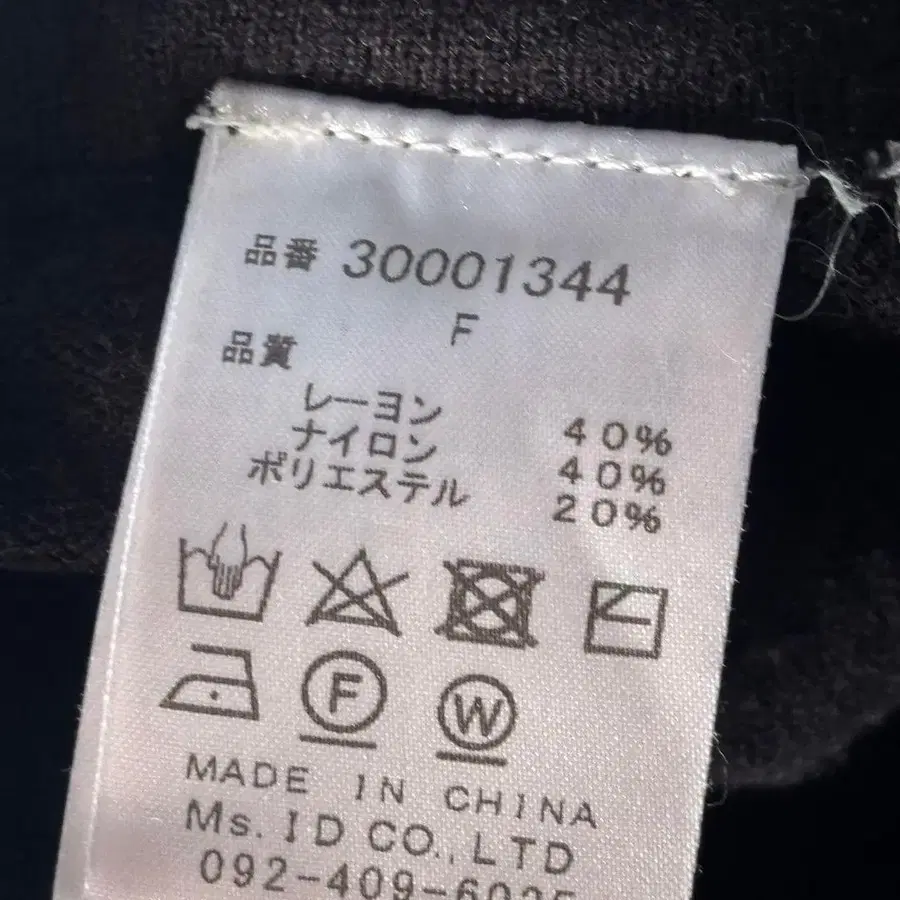 品番 30001344
F
品質
レーヨン 40%
ナイロン 40%
ポリエステル 20%
F W
MADE IN CHINA
Ms. ID CO., LTD